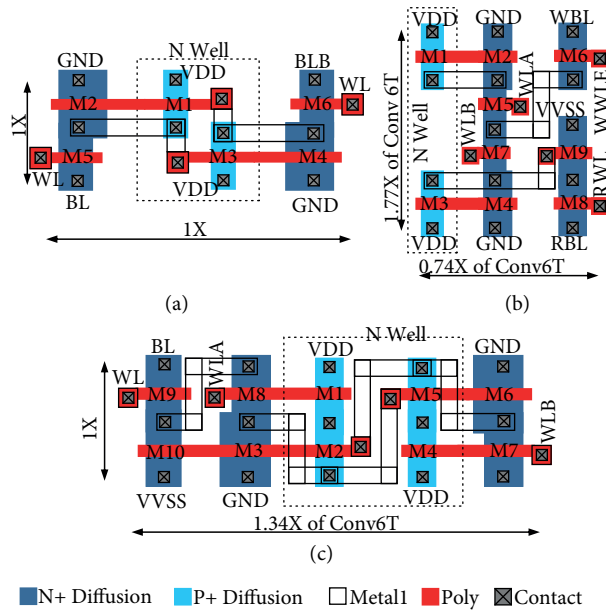 GND
N Well
VDD
BLB
WL
M2
M1
M6
1X
M5
M3
M4
WL
BL
VDD
GND
1X
(a)
VDD
GND
WBL
M1
M2
M6
WLA
WWLE
M5
VVSS
WLB
N Well
1.77X of Conv 6T
M7
M9
M3
M4
M8
RWL
VDD
GND
RBL
0.74X of Conv6T
(b)
N Well
BL
VDD
GND
WL
WLA
M9
M8
M1
M5
M6
1X
M10
M3
M2
M4
M7
WLB
VVSS
GND
VDD
1.34X of Conv6T
(c)
N+ Diffusion
P+ Diffusion
Metal1
Poly
Contact